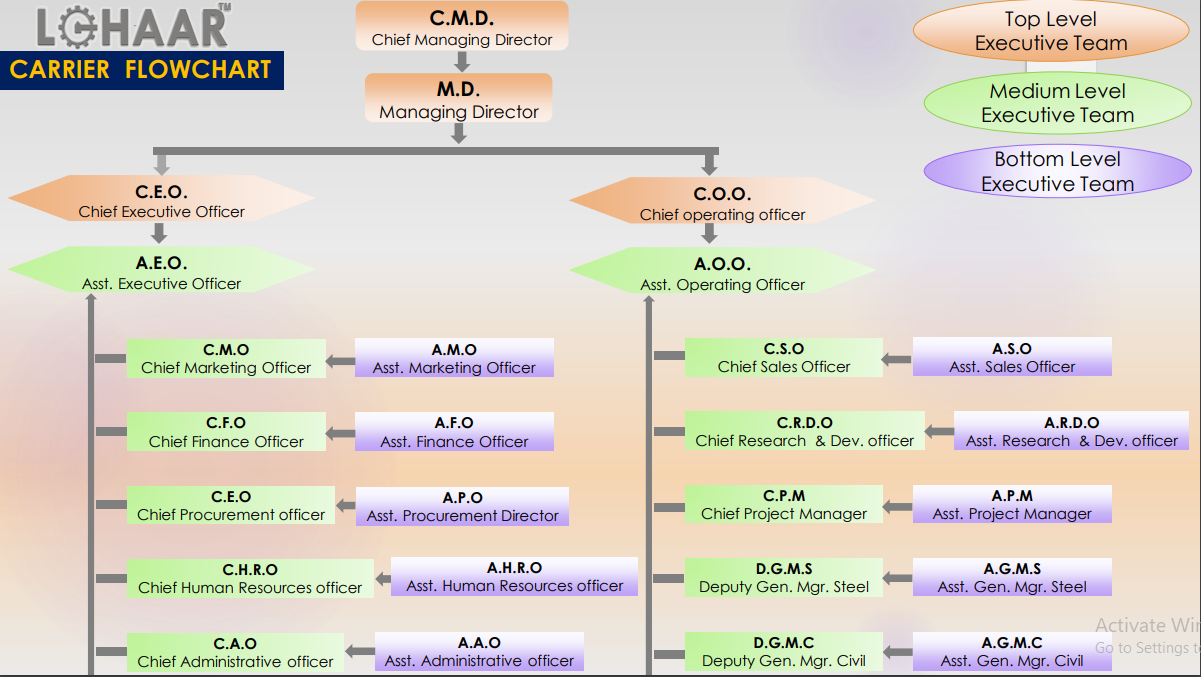 LOHAAR™
CARRIER FLOWCHART
C.M.D.
Chief Managing Director
M.D.
Managing Director
Top Level
Executive Team
Medium Level
Executive Team
Bottom Level
Executive Team
C.E.O.
Chief Executive Officer
A.E.O.
Asst. Executive Officer
C.M.O
Chief Marketing Officer
A.M.O
Asst. Marketing Officer
C.F.O
Chief Finance Officer
A.F.O
Asst. Finance Officer
C.E.O
Chief Procurement officer
A.P.O
Asst. Procurement Director
C.H.R.O
Chief Human Resources officer
A.H.R.O
Asst. Human Resources officer
C.A.O
Chief Administrative officer
A.A.O
Asst. Administrative officer
C.O.O.
Chief operating officer
A.O.O.
Asst. Operating Officer
C.S.O
Chief Sales Officer
A.S.O
Asst. Sales Officer
C.R.D.O
Chief Research & Dev. officer
A.R.D.O
Asst. Research & Dev. officer
C.P.M
Chief Project Manager
A.P.M
Asst. Project Manager
D.G.M.S
Deputy Gen. Mgr. Steel
A.G.M.S
Asst. Gen. Mgr. Steel
D.G.M.C
Deputy Gen. Mgr. Civil
A.G.M.C
Asst. Gen. Mgr. Civil
Activate Win
Go to Settings t